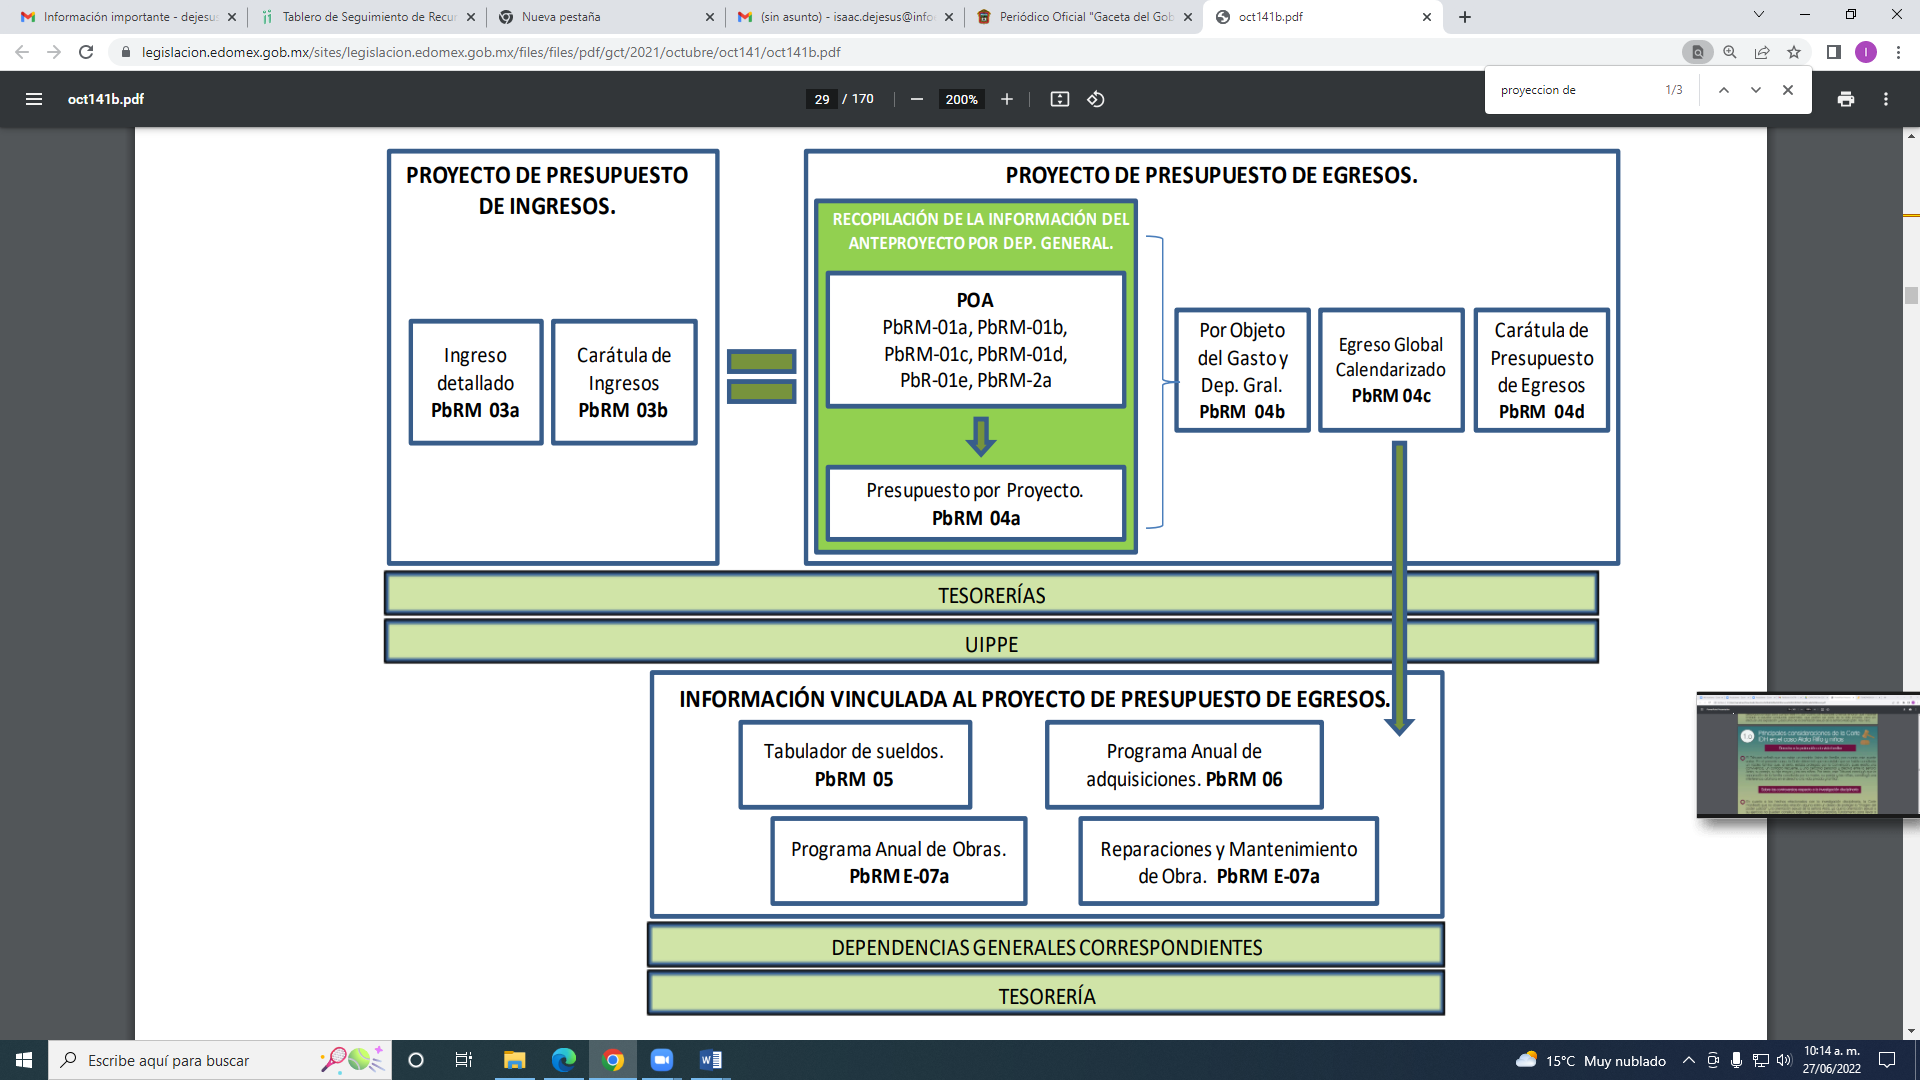 Información importante - dejesus
Tablero de Seguimiento de Recur
Nueva pestaña
(sin asunto) - isaac.dejesus@info
Periódico Oficial "Gaceta del Gob
oct141b.pdf
legislacion.edomex.gob.mx/sites/legislacion.edomex.gob.mx/files/files/pdf/gct/2021/octubre/oct141/oct141b.pdf
I
oct141b.pdf
29 / 170
200%
proyeccion de
1/3
PROYECTO DE PRESUPUESTO
DE INGRESOS.
Ingreso
detallado
PbRM 03a
Carátula de
Ingresos
PbRM 03b
PROYECTO DE PRESUPUESTO DE EGRESOS.
RECOPILACIÓN DE LA INFORMACIÓN DEL
ANTEPROYECTO POR DEP. GENERAL.
POA
PbRM-01a, PbRM-01b,
PbRM-01c, PbRM-01d,
PbR-01e, PbRM-2a
Presupuesto por Proyecto.
PbRM 04a
Por Objeto
del Gasto y
Dep. Gral.
PbRM 04b
Egreso Global
Calendarizado
PbRM 04c
Carátula de
Presupuesto
de Egresos
PbRM 04d
TESORERÍAS
UIPPE
INFORMACIÓN VINCULADA AL PROYECTO DE PRESUPUESTO DE EGRESOS.
Tabulador de sueldos.
PbRM 05
Programa Anual de
adquisiciones. PbRM 06
Programa Anual de Obras.
PbRM E-07a
Reparaciones y Mantenimiento
de Obra. PbRM E-07a
DEPENDENCIAS GENERALES CORRESPONDIENTES
TESORERÍA
Principales consideraciones de la Corte
Escribe aquí para buscar
15°C Muy nublado
10:14 a. m.
27/06/2022